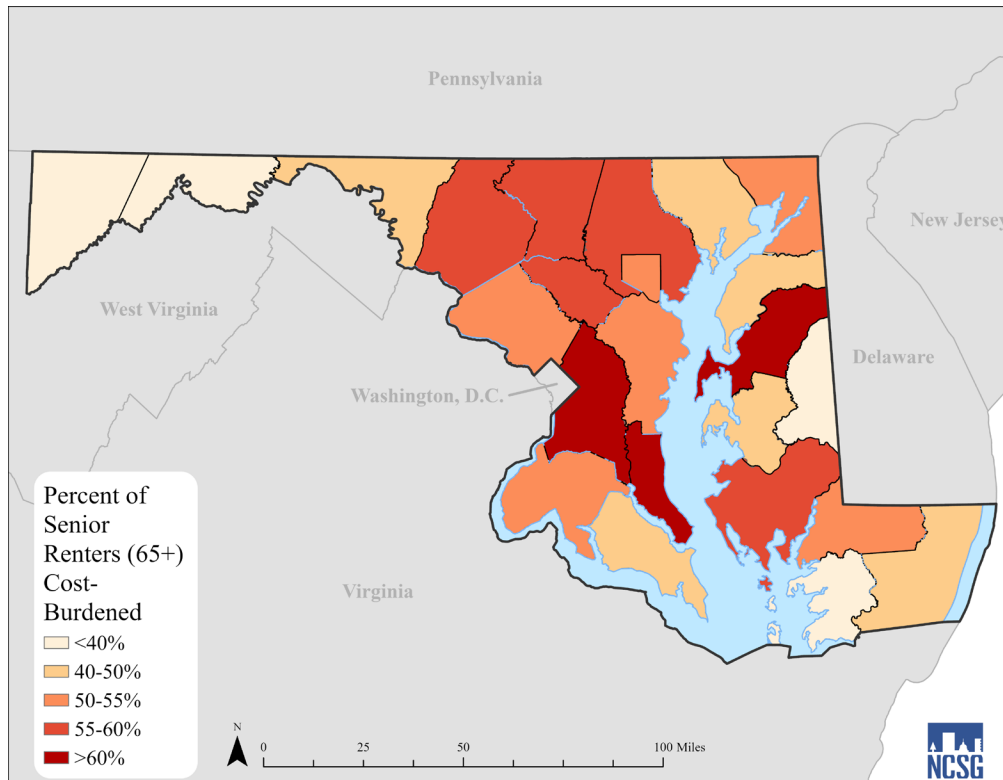 Pennsylvania
New Jersey
West Virginia
Delaware
Washington, D.C.
Virginia
Percent of
Senior
Renters (65+)
Cost-
Burdened
<40%
40-50%
50-55%
55-60%
>60%
N
0 50 100 Miles
NCSG